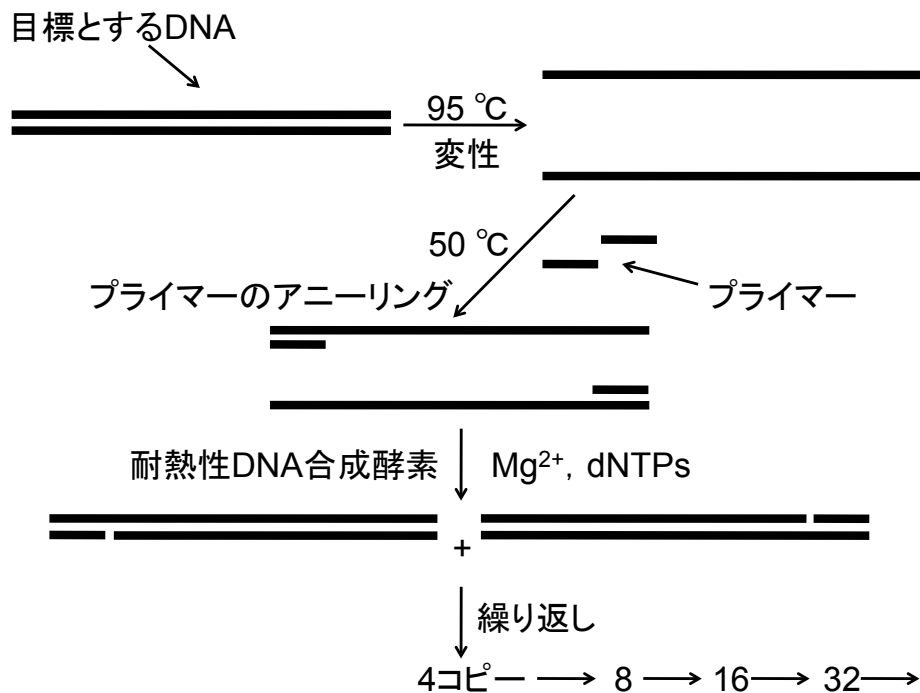 目標とするDNA
95 ℃
変性
50 ℃
プライマーのアニーリング
プライマー
耐熱性DNA合成酵素
Mg²⁺, dNTPs
+
繰り返し
4コピー → 8 → 16 → 32 →